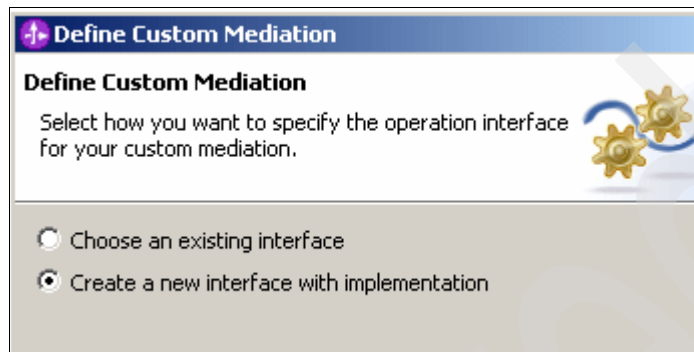 Define Custom Mediation
Define Custom Mediation
Select how you want to specify the operation interface
for your custom mediation.
Choose an existing interface
Create a new interface with implementation